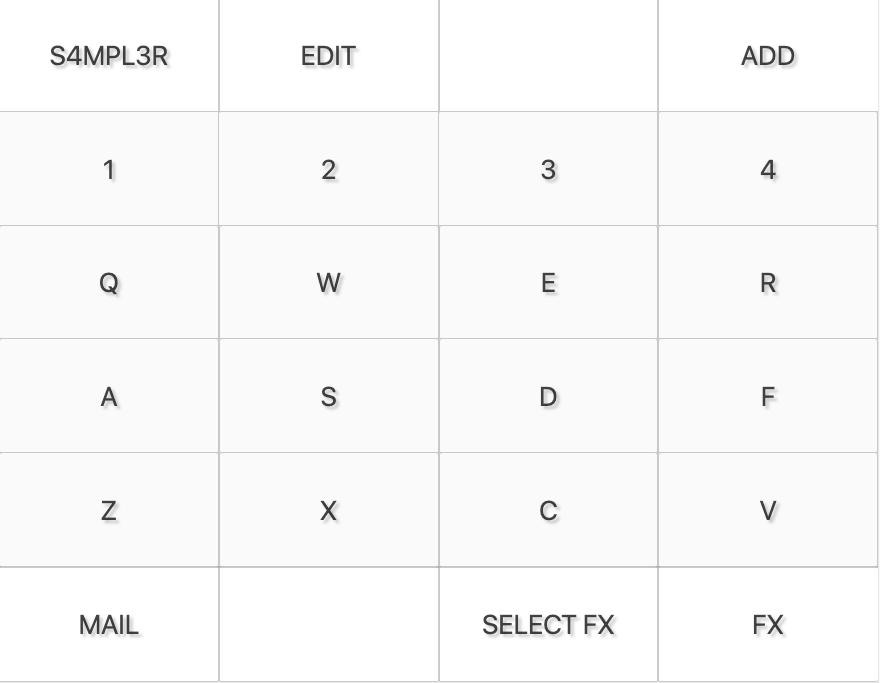 S4MPL3R EDIT ADD
1 2 3 4
Q W E R
A S D F
Z X C V
MAIL SELECT FX FX